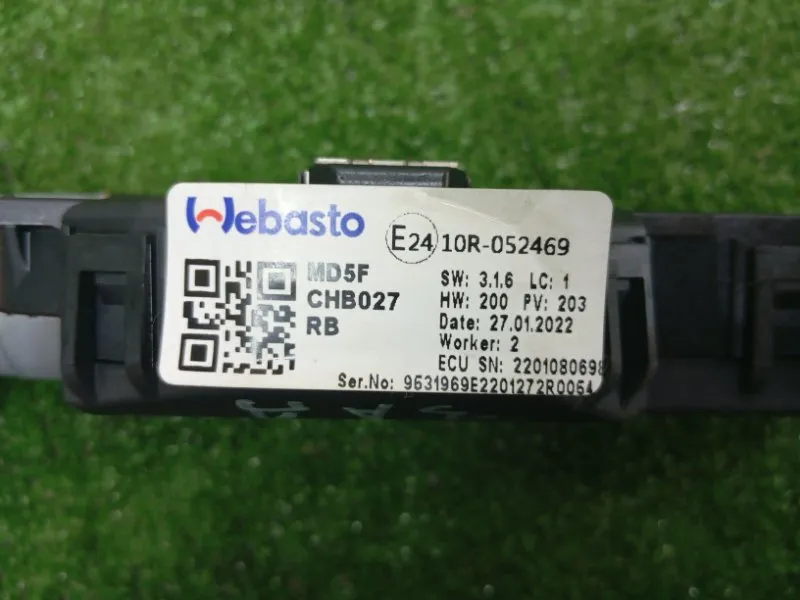 Webasto
E24 10R-052469
MD5F
CHB027
RB
SW: 3.1.6 LC: 1
HW: 200 PV: 203
Date: 27.01.2022
Worker: 2
ECU SN: 2201080698
Ser.No: 9631969E2201272R0064